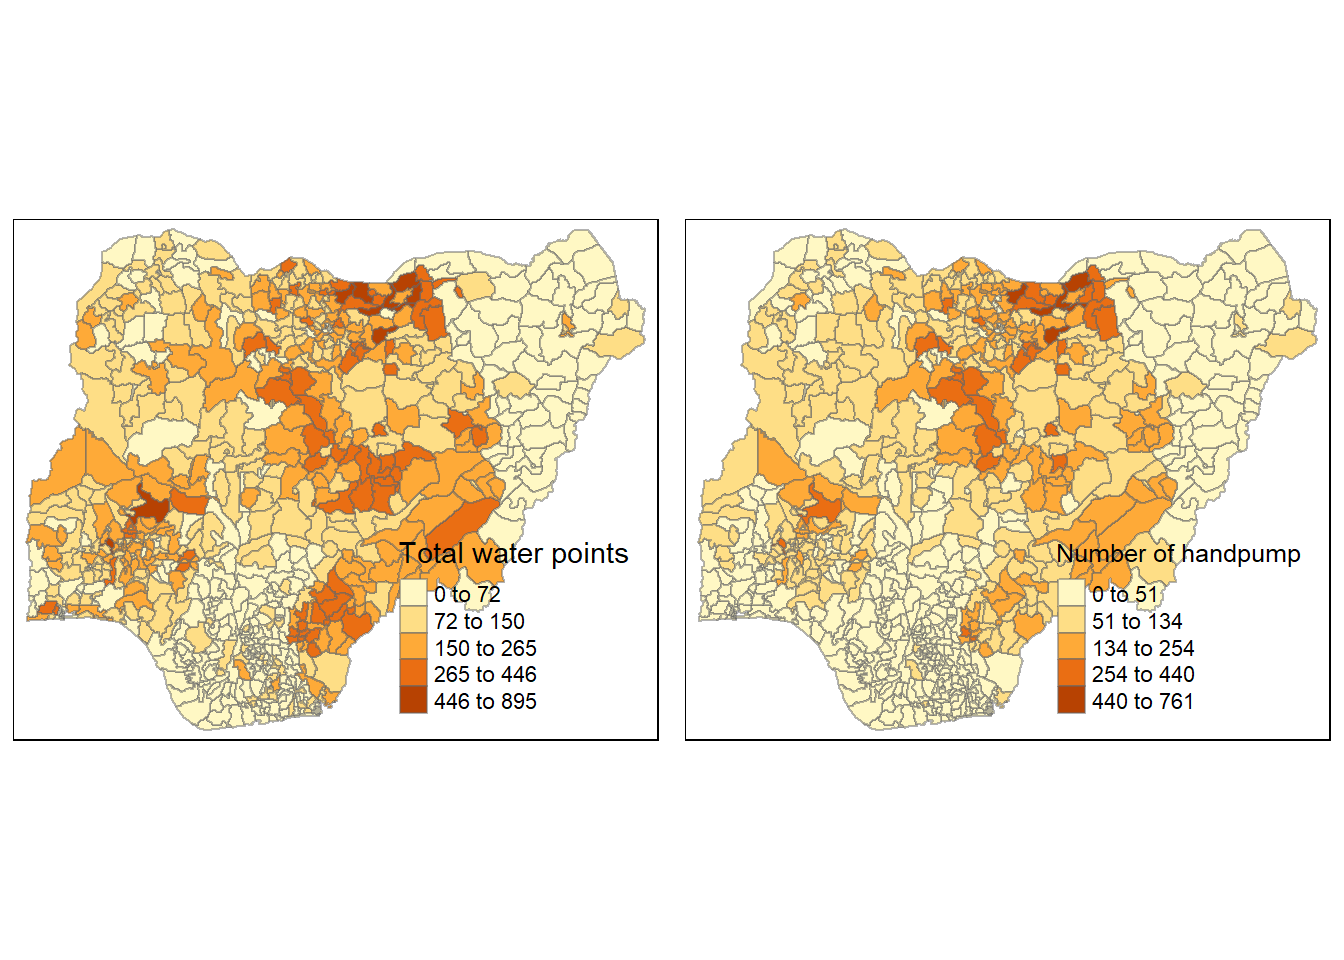 Total water points
0 to 72
72 to 150
150 to 265
265 to 446
446 to 895
Number of handpump
0 to 51
51 to 134
134 to 254
254 to 440
440 to 761